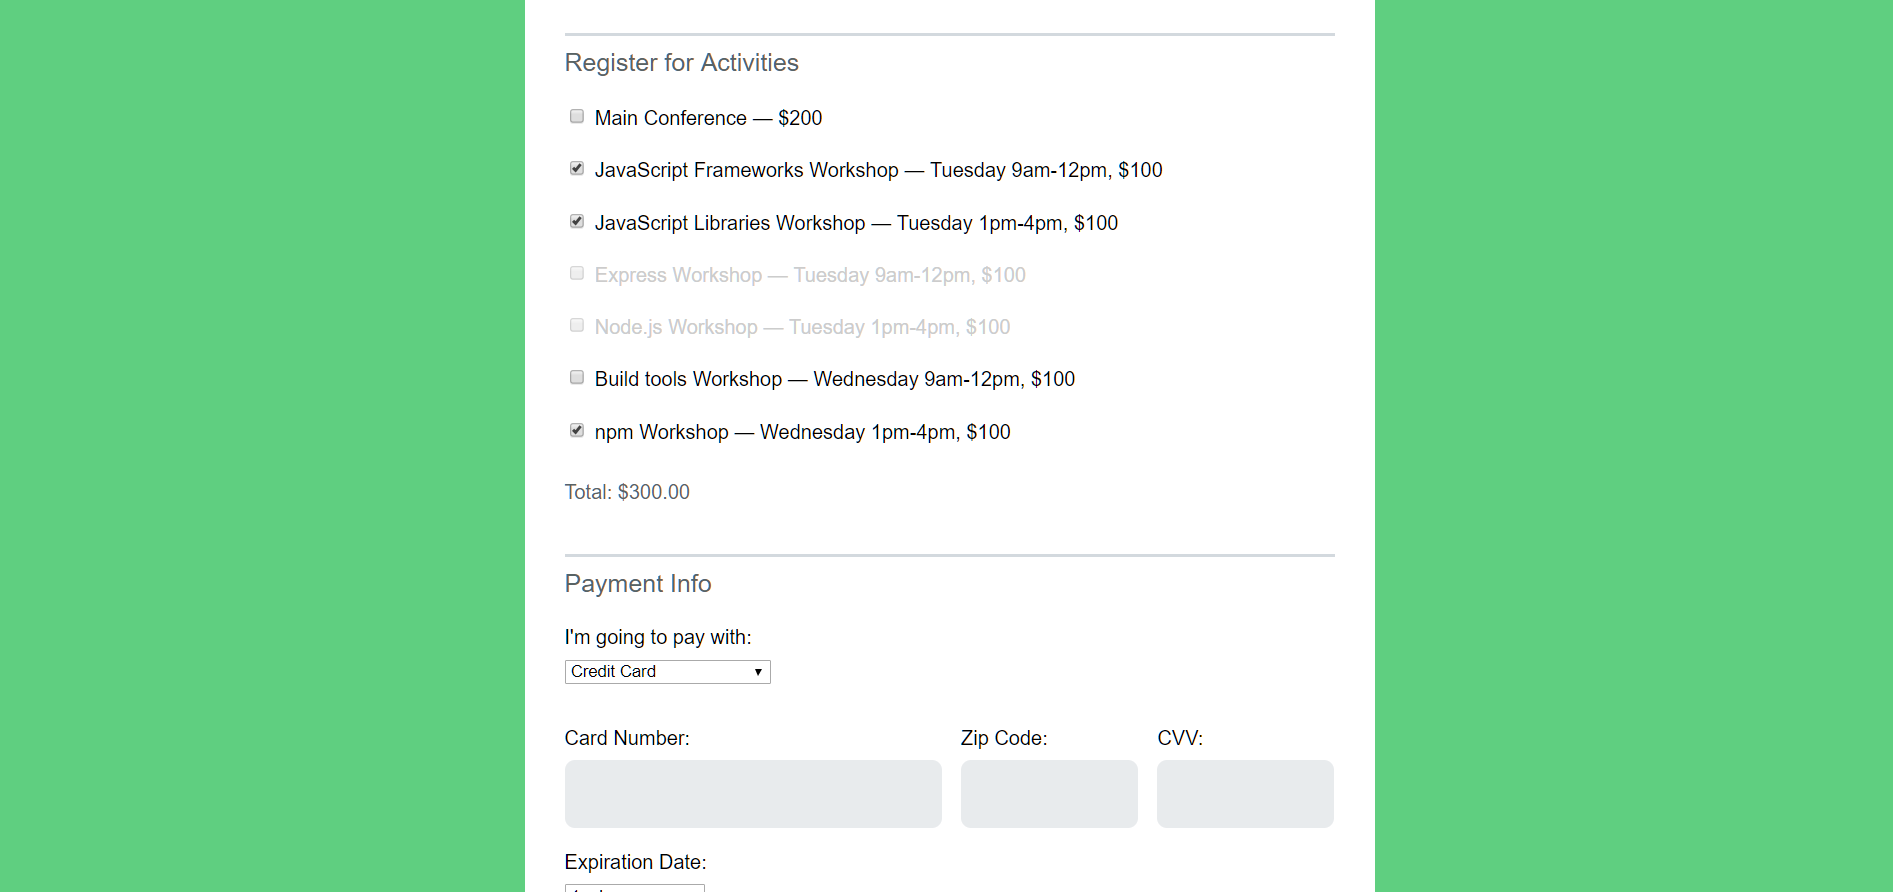 Register for Activities
Main Conference — $200
JavaScript Frameworks Workshop — Tuesday 9am-12pm, $100
JavaScript Libraries Workshop — Tuesday 1pm-4pm, $100
Express Workshop — Tuesday 9am-12pm, $100
Node.js Workshop — Tuesday 1pm-4pm, $100
Build tools Workshop — Wednesday 9am-12pm, $100
npm Workshop — Wednesday 1pm-4pm, $100
Total: $300.00
Payment Info
I'm going to pay with:
Credit Card
Card Number: Zip Code: CVV:
Expiration Date: